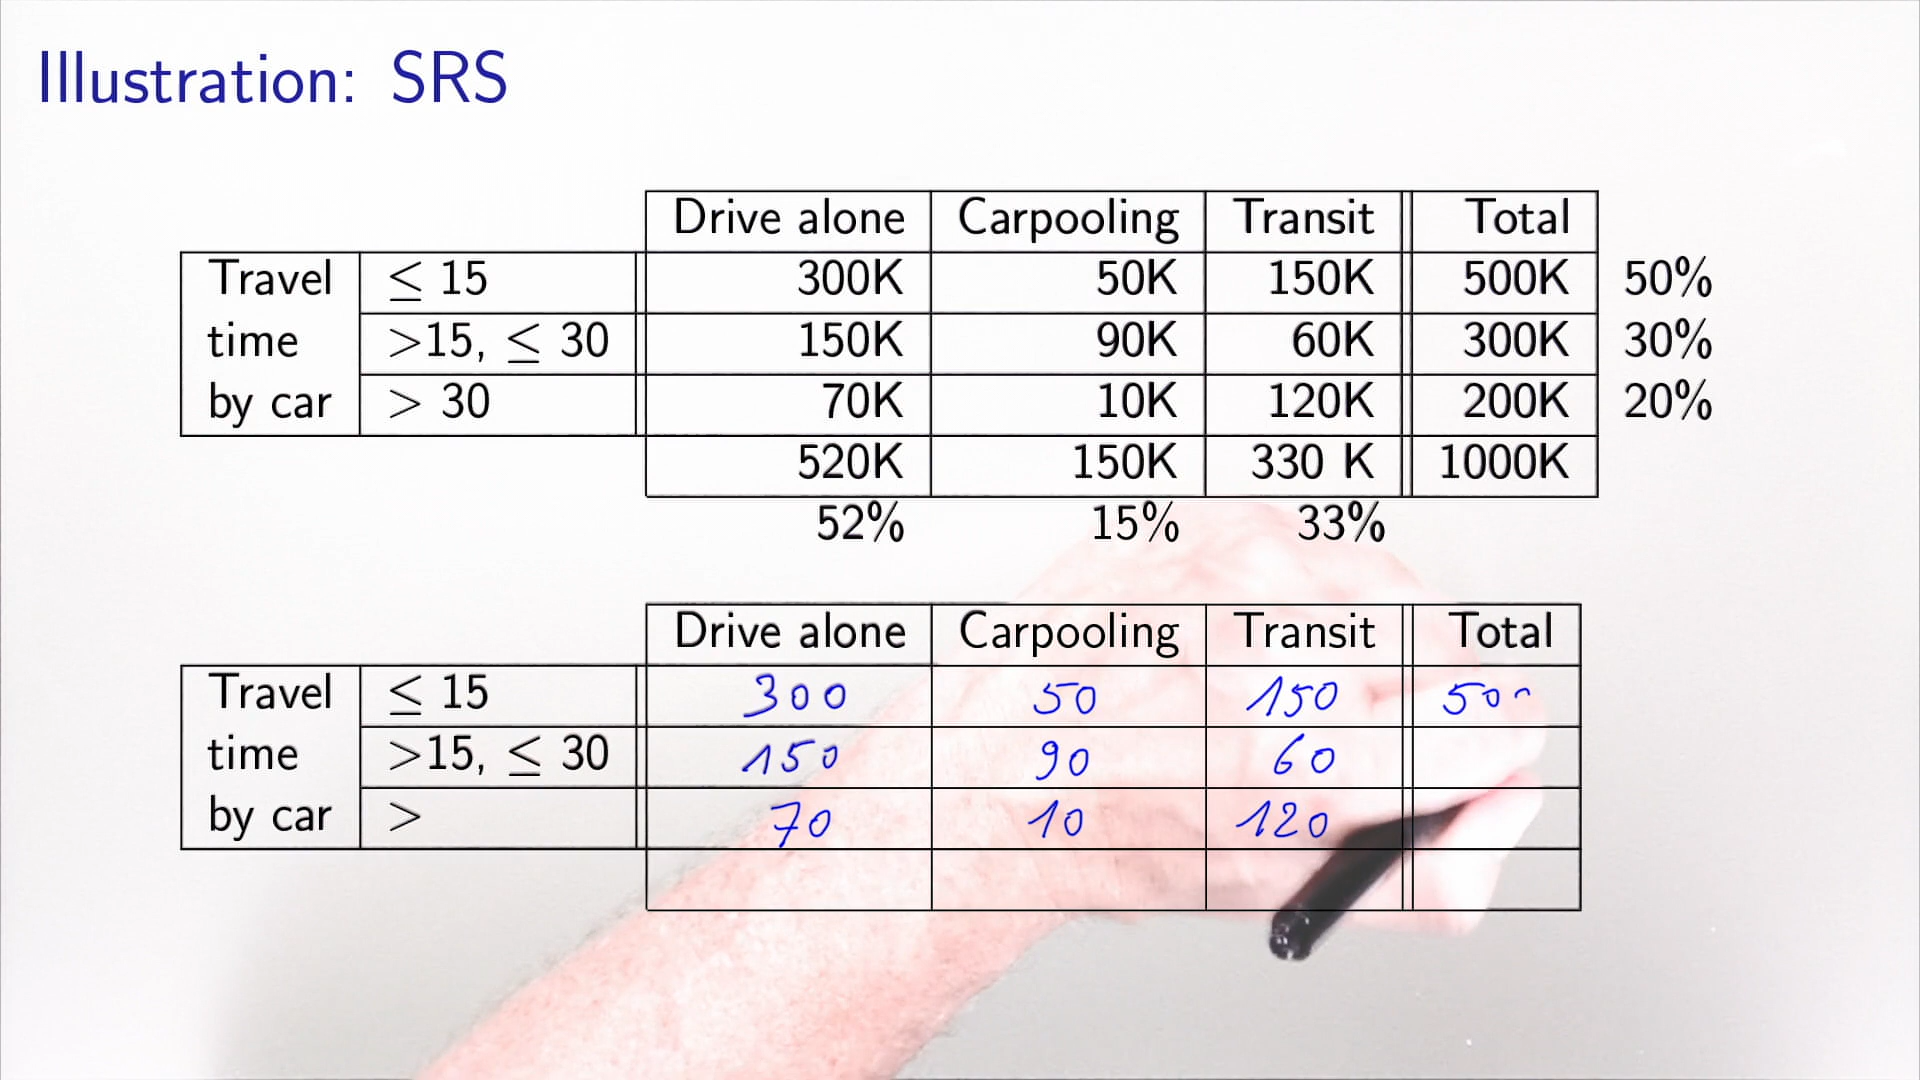 Illustration: SRS
Drive alone Carpooling Transit Total
Travel ≤ 15 300K 50K 150K 500K 50%
time >15, ≤ 30 150K 90K 60K 300K 30%
by car > 30 70K 10K 120K 200K 20%
520K 150K 330 K 1000K
52% 15% 33%
Drive alone Carpooling Transit Total
Travel ≤ 15 300 50 150
time >15, ≤ 30 150 90 60
by car > 70 10 120